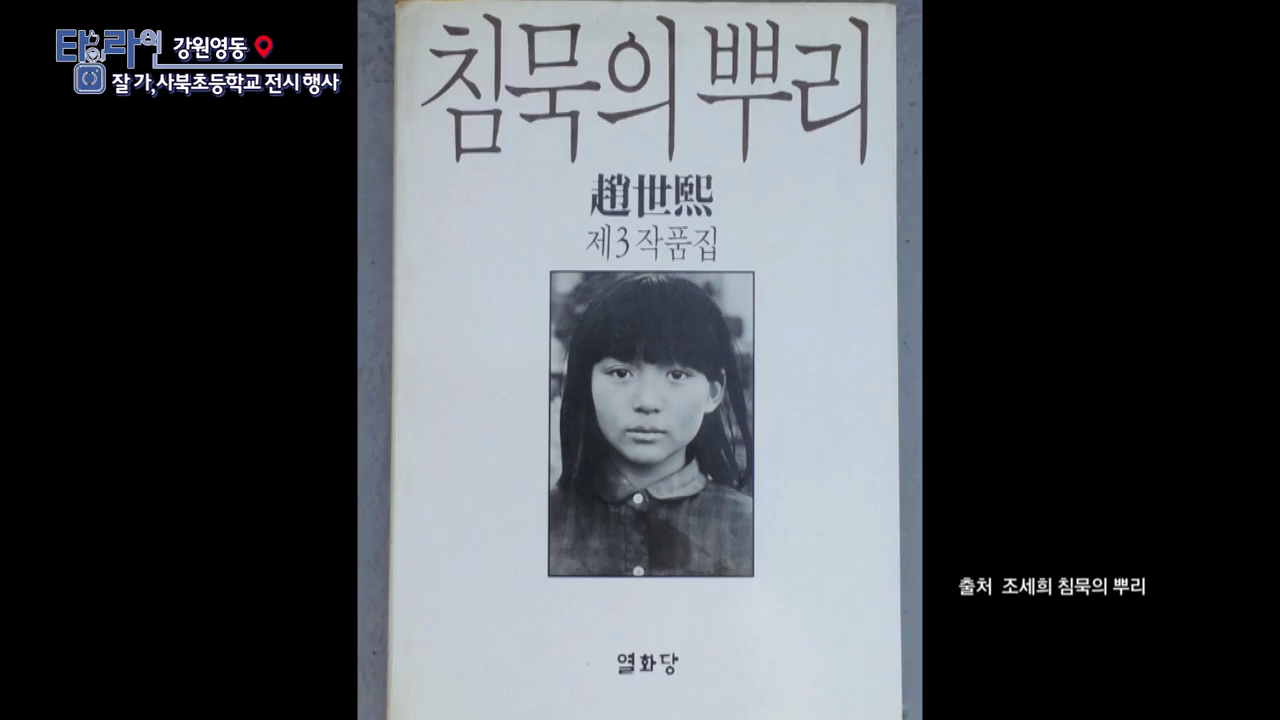 타박라의 강원영동
잘 가, 사북초등학교 전시 행사
침묵의 뿌리
趙世熙
제3작품집
열화당
출처 조세희 침묵의 뿌리